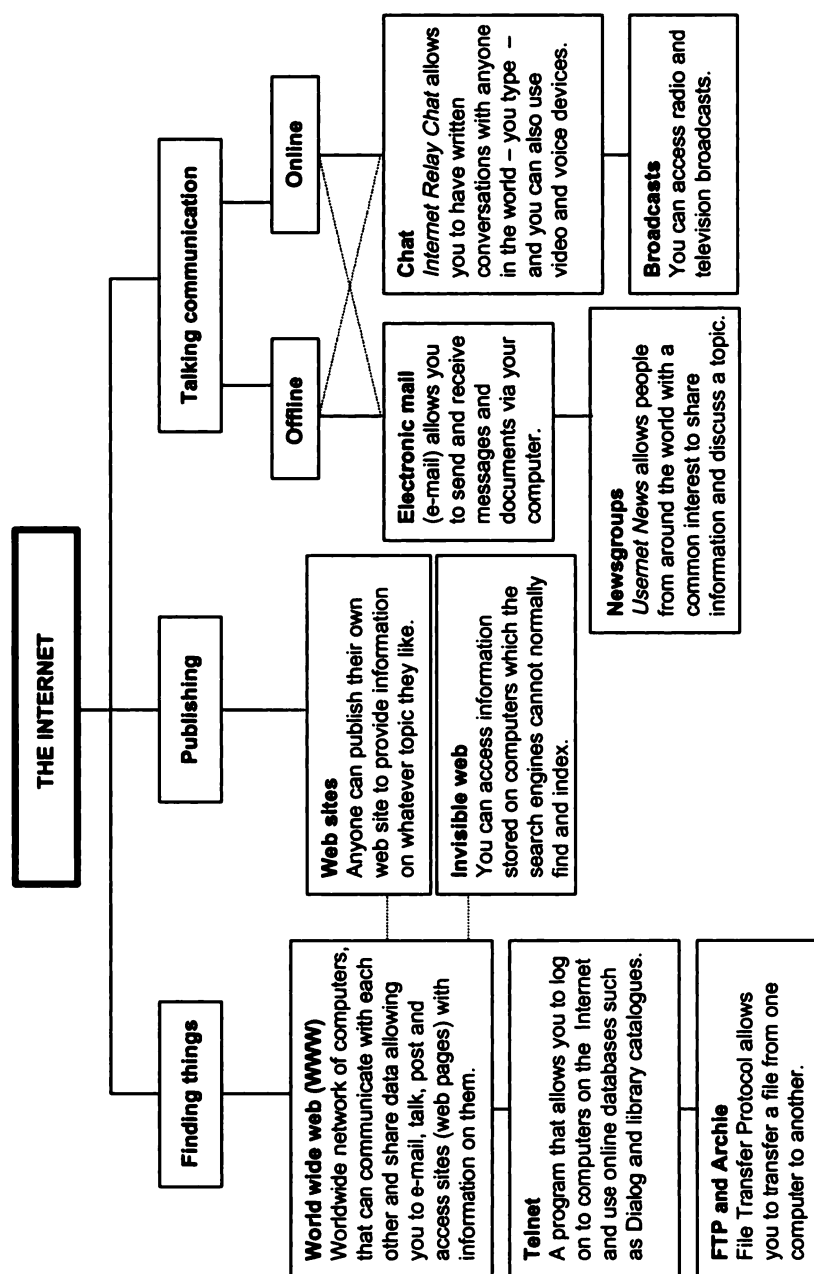 THE INTERNET
Finding things
Publishing
Talking communication
Offline
Online
World wide web (WWW)
Worldwide network of computers,
that can communicate with each
other and share data allowing
you to e-mail, talk, post and
access sites (web pages) with
information on them.
Telnet
A program that allows you to log
on to computers on the Internet
and use online databases such
as Dialog and library catalogues.
FTP and Archie
File Transfer Protocol allows
you to transfer a file from one
computer to another.
Web sites
Anyone can publish their own
web site to provide information
on whatever topic they like.
Invisible web
You can access information
stored on computers which the
search engines cannot normally
find and index.
Electronic mail
(e-mail) allows you
to send and receive
messages and
documents via your
computer.
Newsgroups
Usernet News allows people
from around the world with a
common interest to share
information and discuss a topic.
Chat
Internet Relay Chat allows
you to have written
conversations with anyone
in the world – you type –
and you can also use
video and voice devices.
Broadcasts
You can access radio and
television broadcasts.